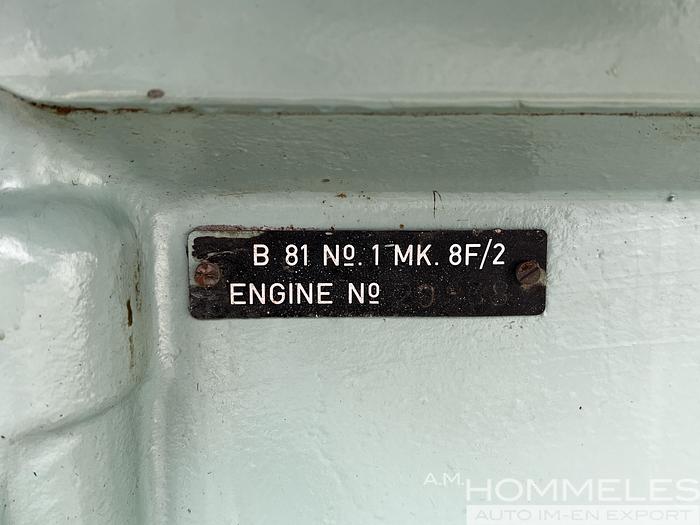 B 81 Nº. 1 MK. 8F/2
ENGINE Nº
A.M.
HOMMELES
AUTO IM-EN EXPORT